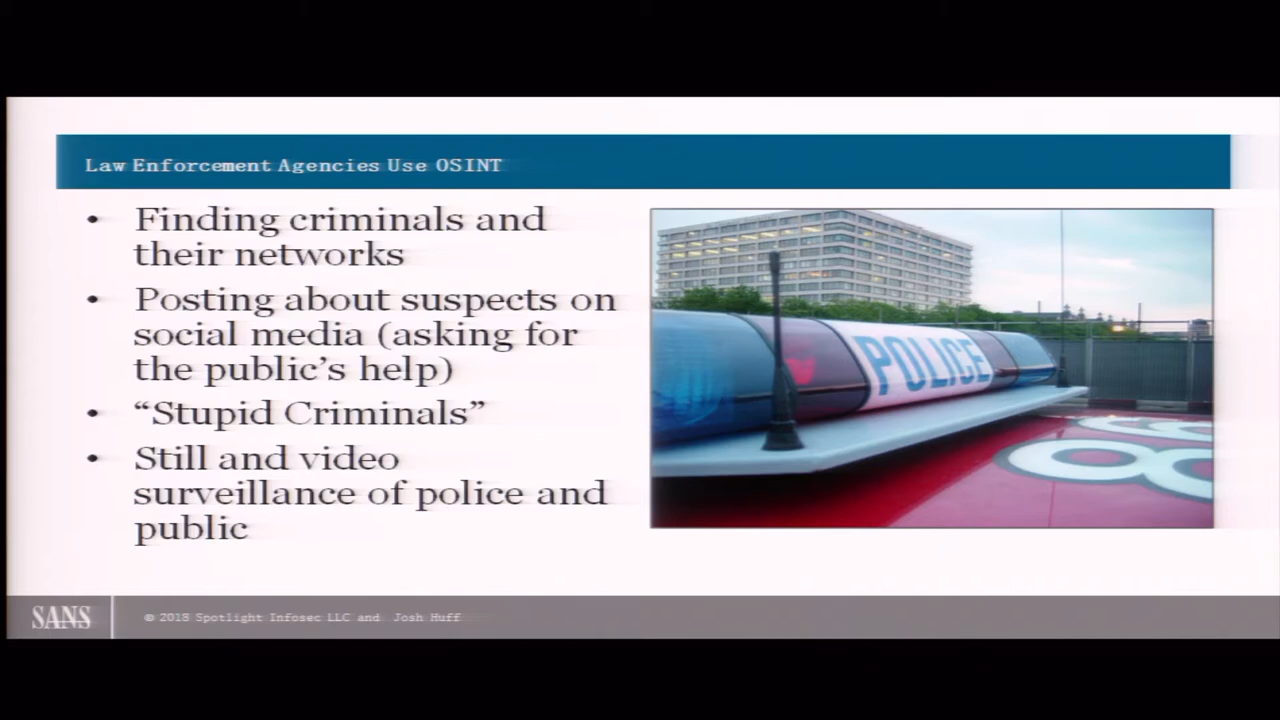 Law Enforcement Agencies Use OSINT
• Finding criminals and
their networks
• Posting about suspects on
social media (asking for
the public's help)
• “Stupid Criminals”
• Still and video
surveillance of police and
public
POLICE
SANS
© 2018 Spotlight Infosec LLC and Josh Huff